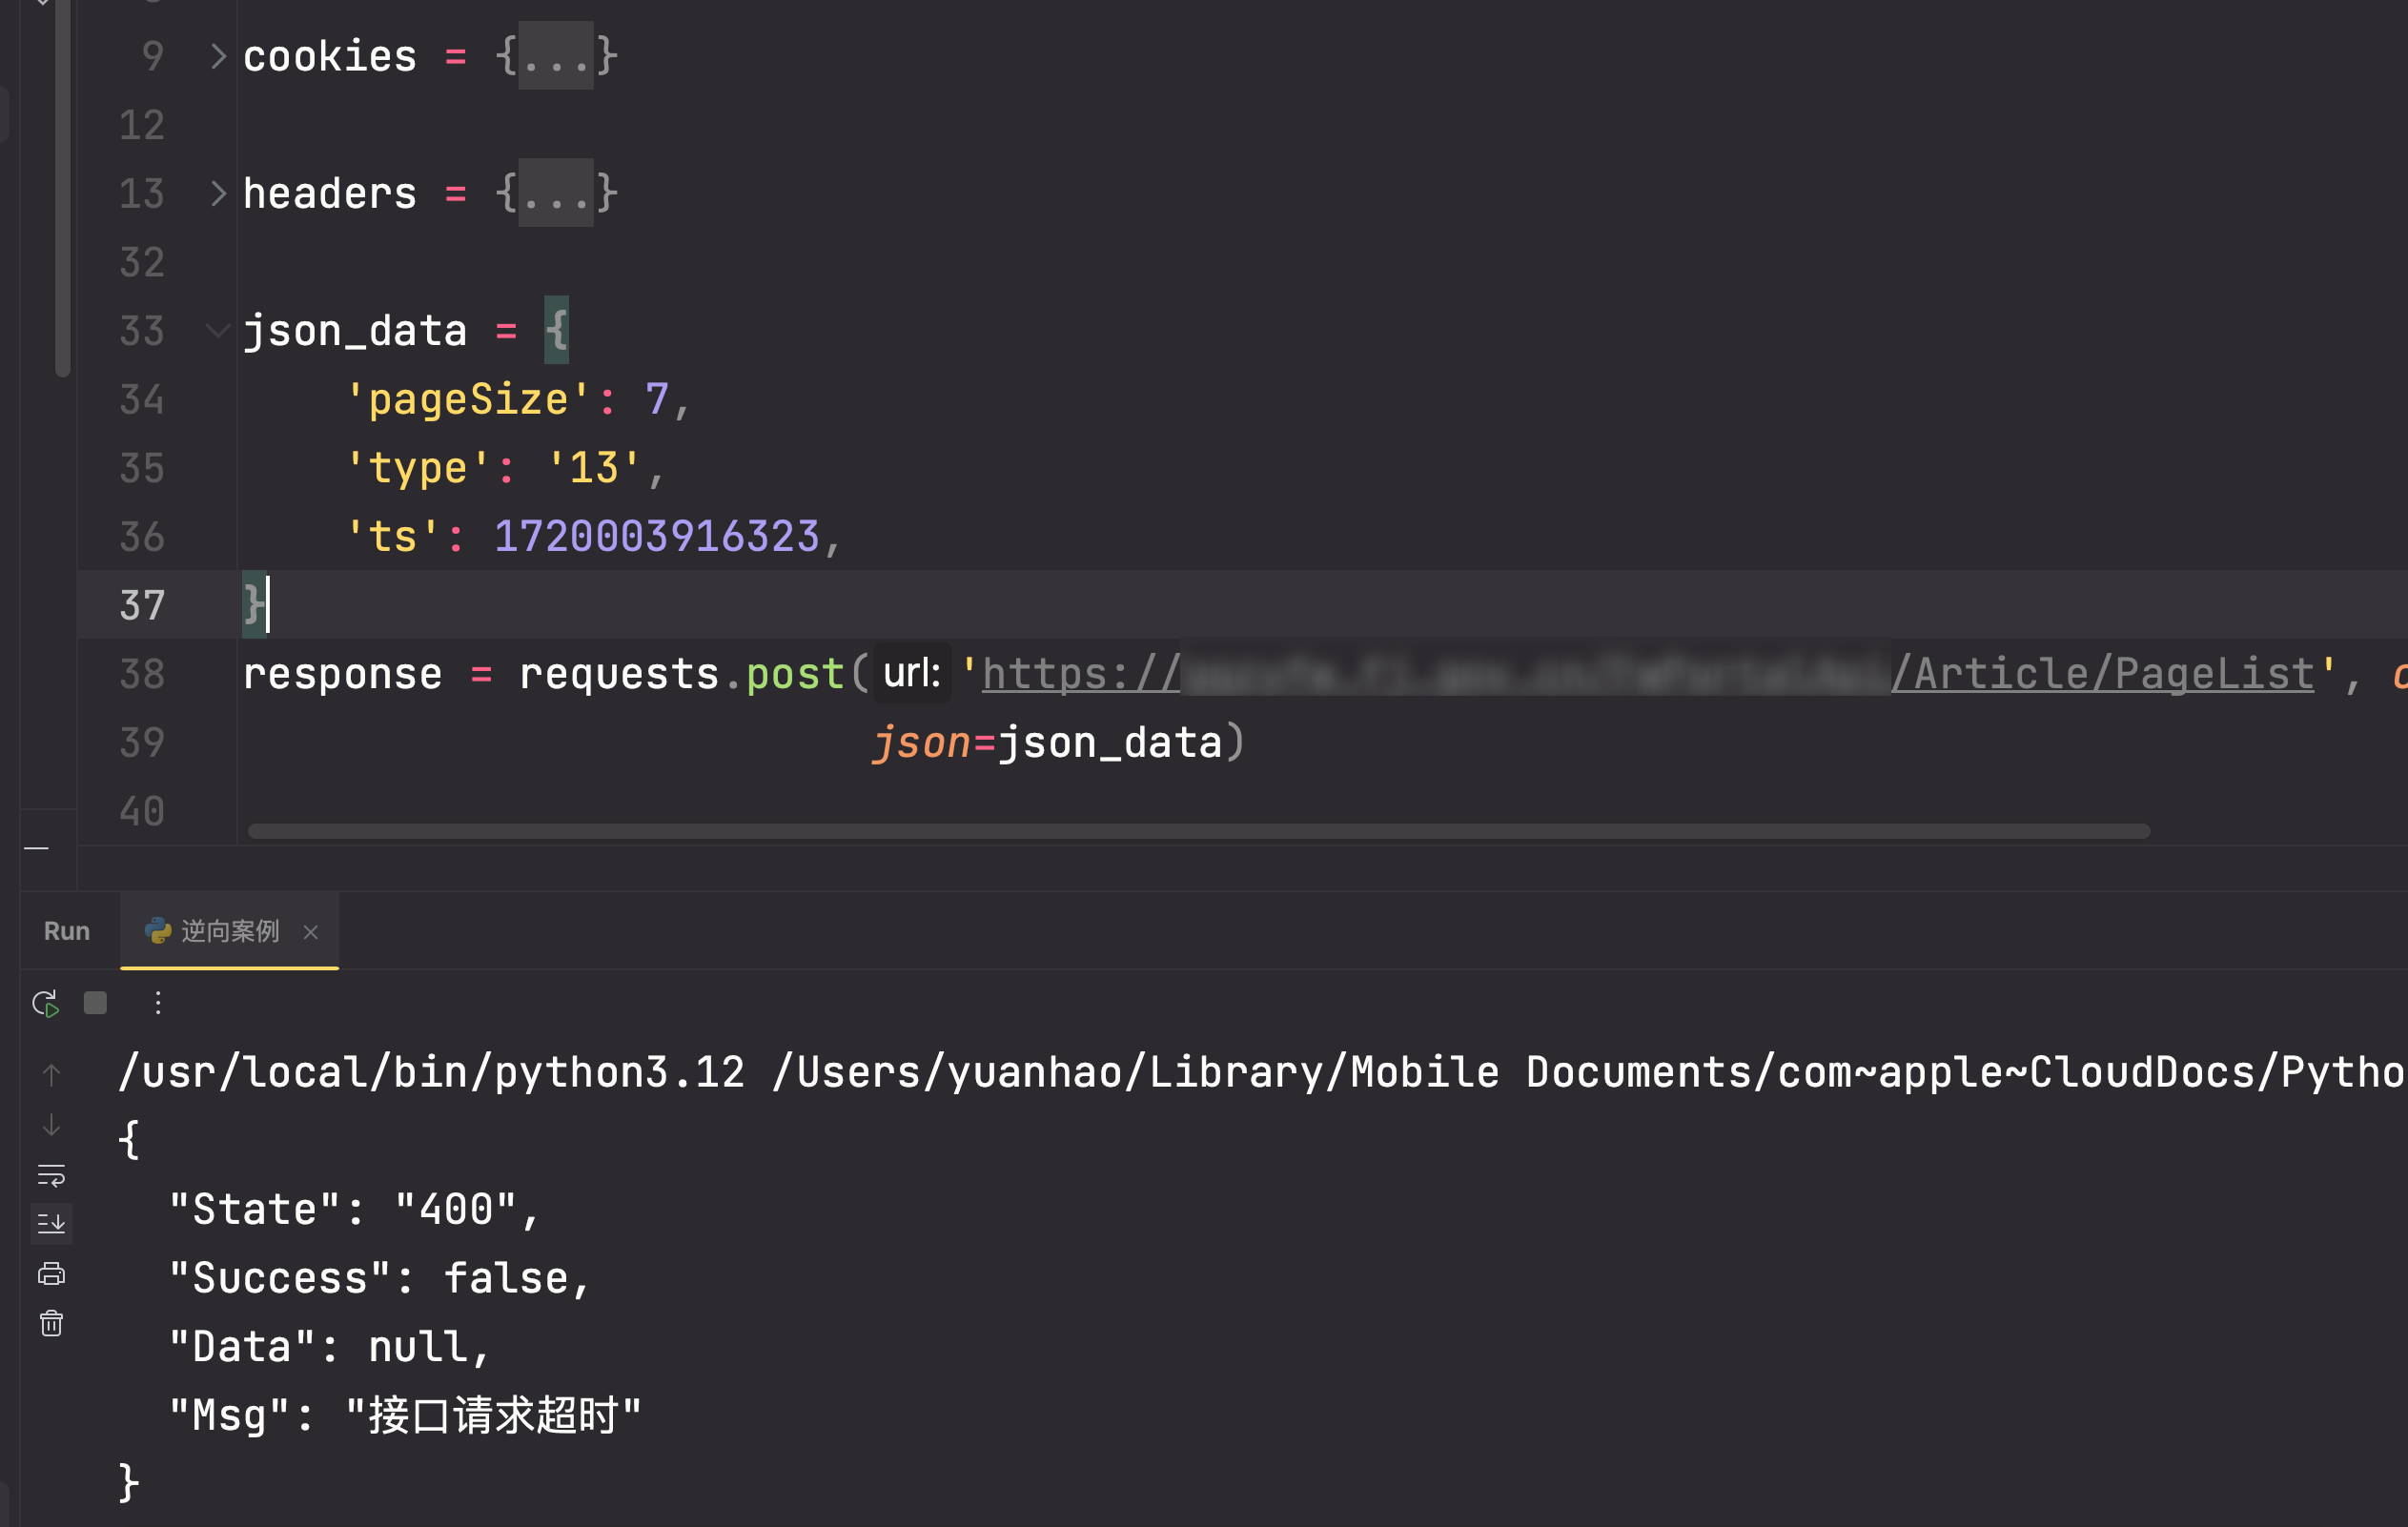 9 cookies = {...}
12
13 headers = {...}
32
33 json_data = {
34 'pageSize': 7,
35 'type': '13',
36 'ts': 1720003916323,
37 }
38 response = requests.post( url: 'https:// /Article/PageList',
39 json=json_data)
40
Run 逆向案例
/usr/local/bin/python3.12 /Users/yuanhao/Library/Mobile Documents/com~apple~CloudDocs/Pytho
{
"State": "400",
"Success": false,
"Data": null,
"Msg": "接口请求超时"
}